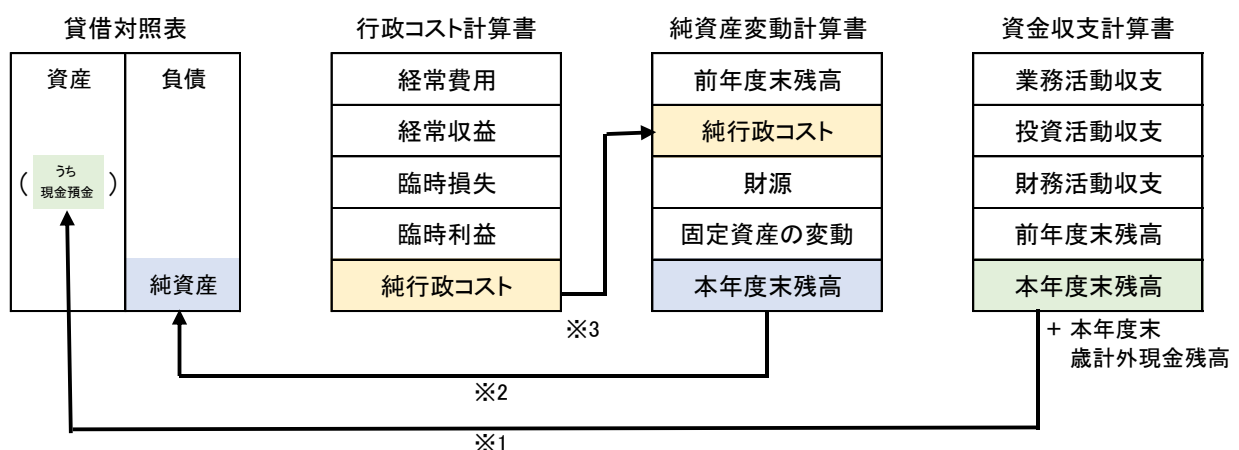 貸借対照表
資産
負債
(
うち
現金預金
)
純資産
行政コスト計算書
経常費用
経常収益
臨時損失
臨時利益
純行政コスト
※3
純資産変動計算書
前年度末残高
純行政コスト
財源
固定資産の変動
本年度末残高
※2
資金収支計算書
業務活動収支
投資活動収支
財務活動収支
前年度末残高
本年度末残高
+ 本年度末
歳計外現金残高
※1